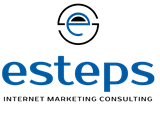 esteps
INTERNET MARKETING CONSULTING